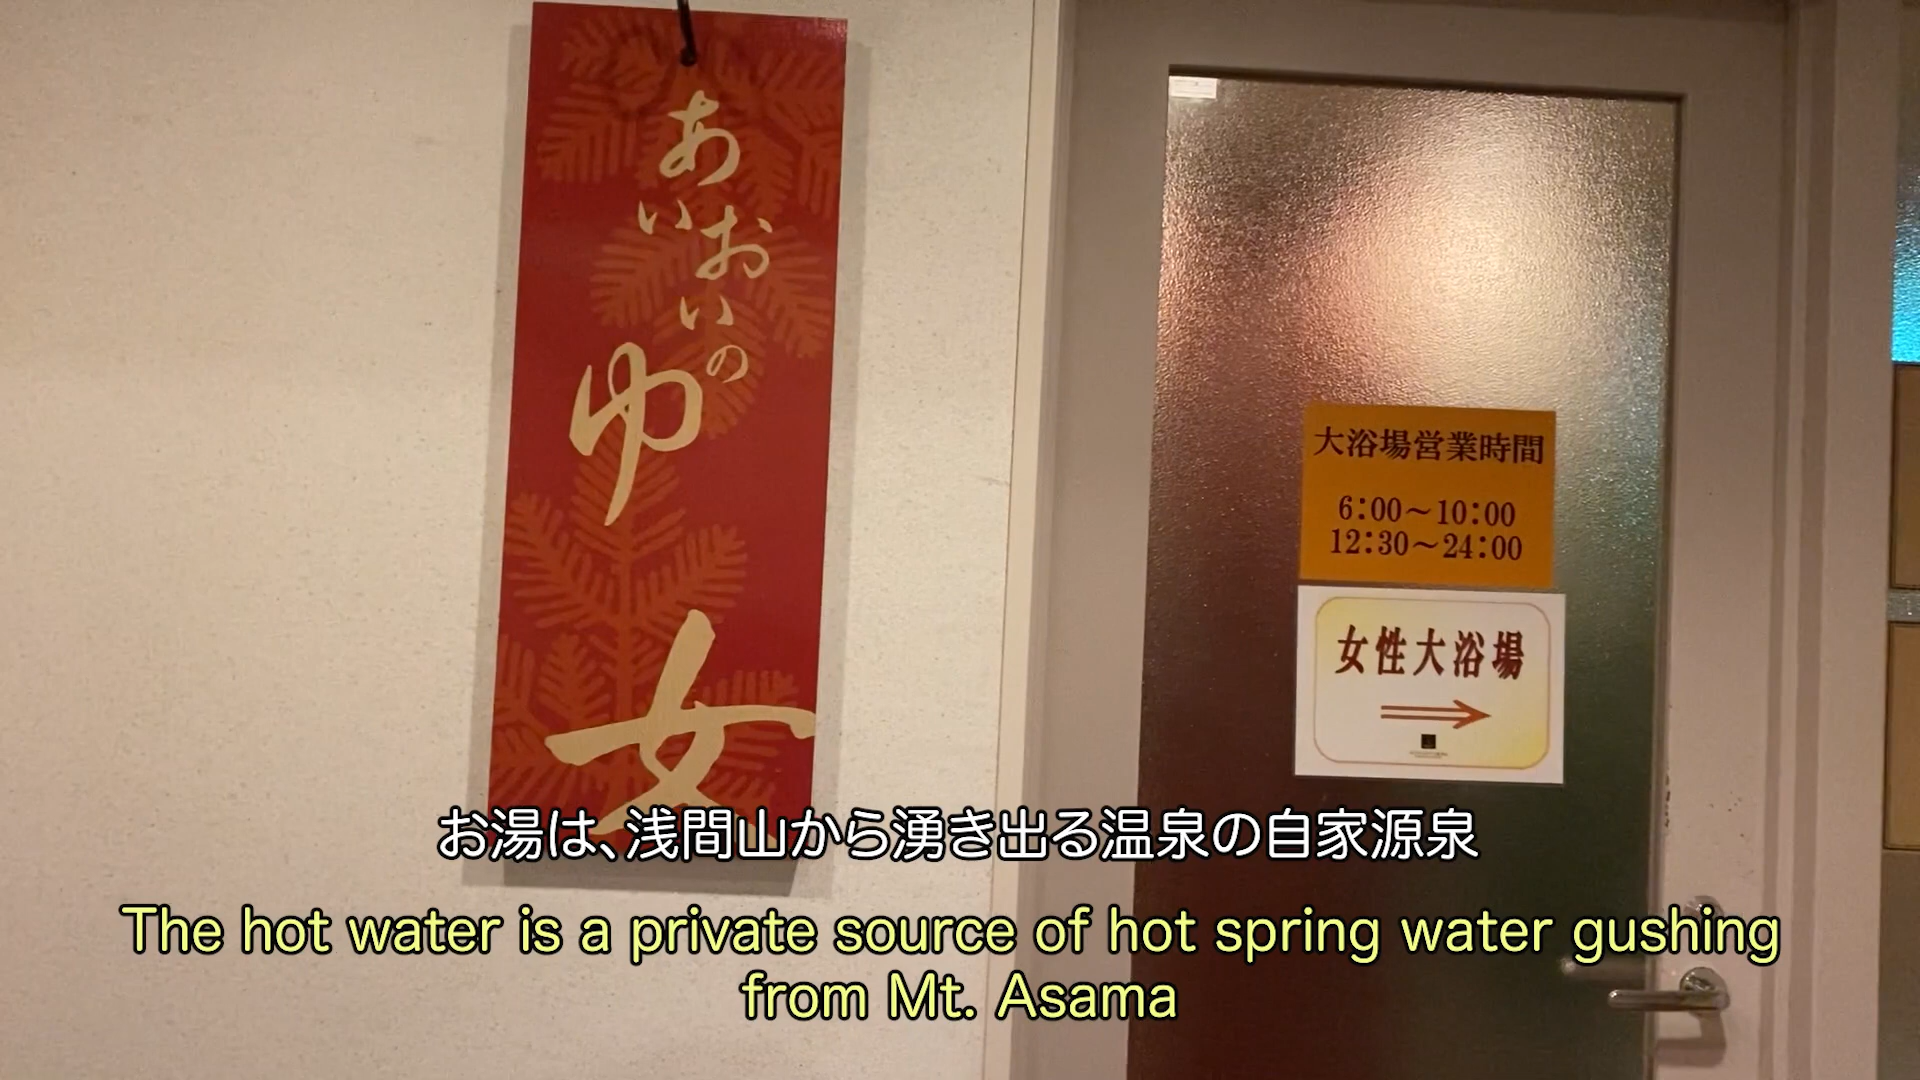 あいおいの
ゆ
女
大浴場営業時間
6:00～10:00
12:30～24:00
女性大浴場
お湯は、浅間山から湧き出る温泉の自家源泉
The hot water is a private source of hot spring water gushing
from Mt. Asama